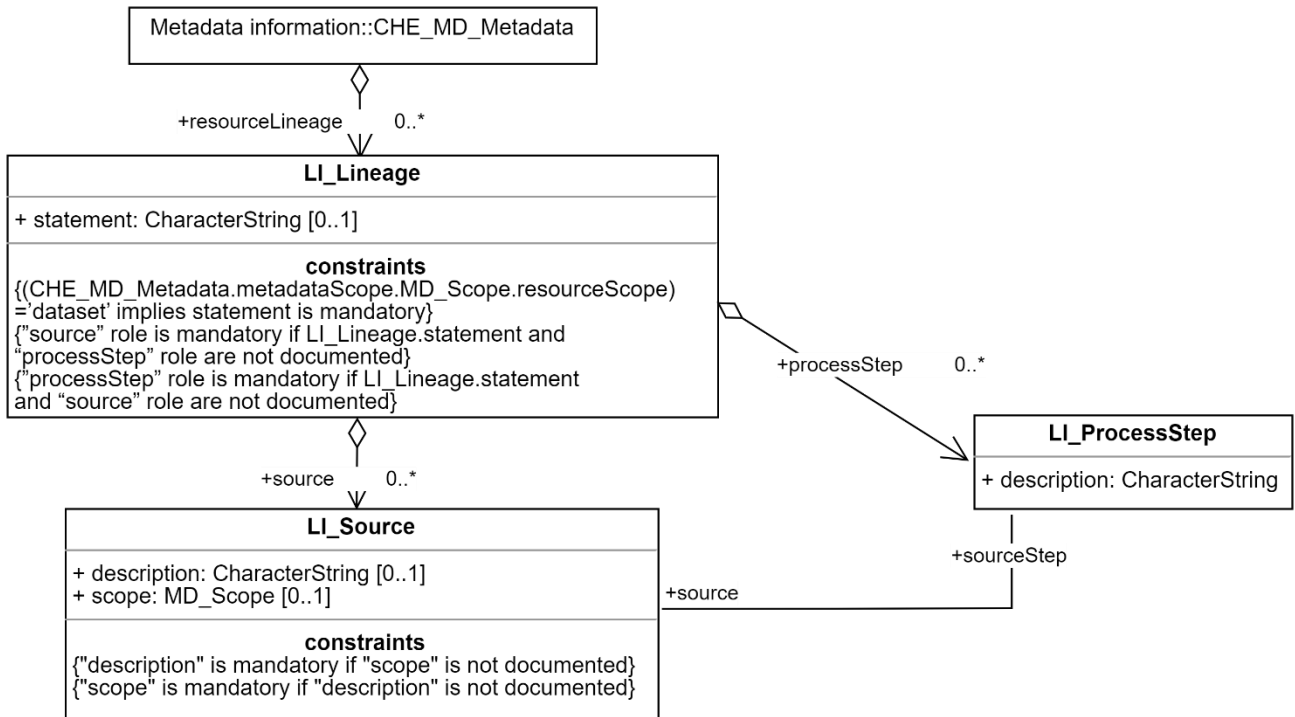 Metadata information::CHE_MD_Metadata
+resourceLineage 0..*
LI_Lineage
+ statement: CharacterString [0..1]
constraints
{(CHE_MD_Metadata.metadataScope.MD_Scope.resourceScope)
=’dataset’ implies statement is mandatory}
{”source” role is mandatory if LI_Lineage.statement and
“processStep” role are not documented}
{”processStep” role is mandatory if LI_Lineage.statement
and “source” role are not documented}
+processStep 0..*
LI_ProcessStep
+ description: CharacterString
+source 0..*
LI_Source
+ description: CharacterString [0..1]
+ scope: MD_Scope [0..1]
constraints
{"description" is mandatory if "scope" is not documented}
{"scope" is mandatory if "description" is not documented}
+sourceStep
+source